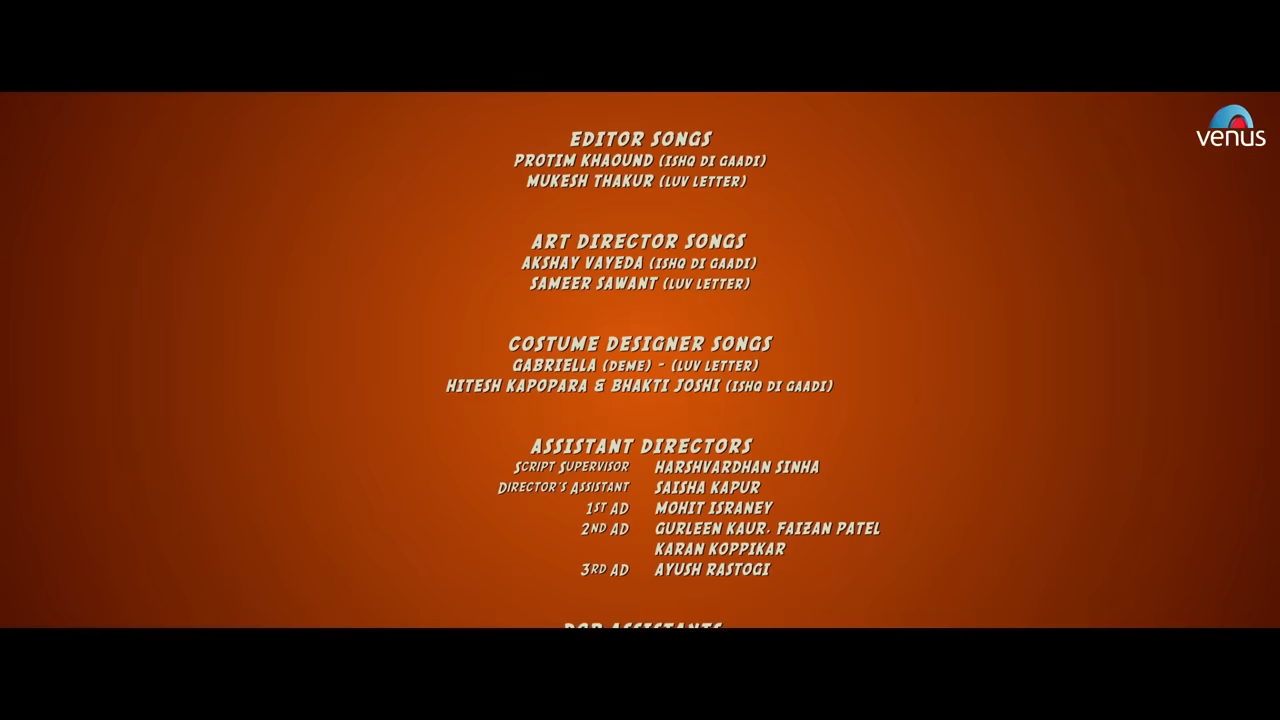 venus
EDITOR SONGS
PROTIM KHAOUND (ISHQ DI GAADI)
MUKESH THAKUR (LUV LETTER)
ART DIRECTOR SONGS
AKSHAY VAYEDA (ISHQ DI GAADI)
SAMEER SAWANT (LUV LETTER)
COSTUME DESIGNER SONGS
GABRIELLA (DEME) - (LUV LETTER)
HITESH KAPOPARA & BHAKTI JOSHI (ISHQ DI GAADI)
ASSISTANT DIRECTORS
SCRIPT SUPERVISOR HARSHVARDHAN SINHA
DIRECTOR'S ASSISTANT SAISHA KAPUR
1ST AD MOHIT ISRANEY
2ND AD GURLEEN KAUR, FAIZAN PATEL
KARAN KOPPIKAR
3RD AD AYUSH RASTOGI